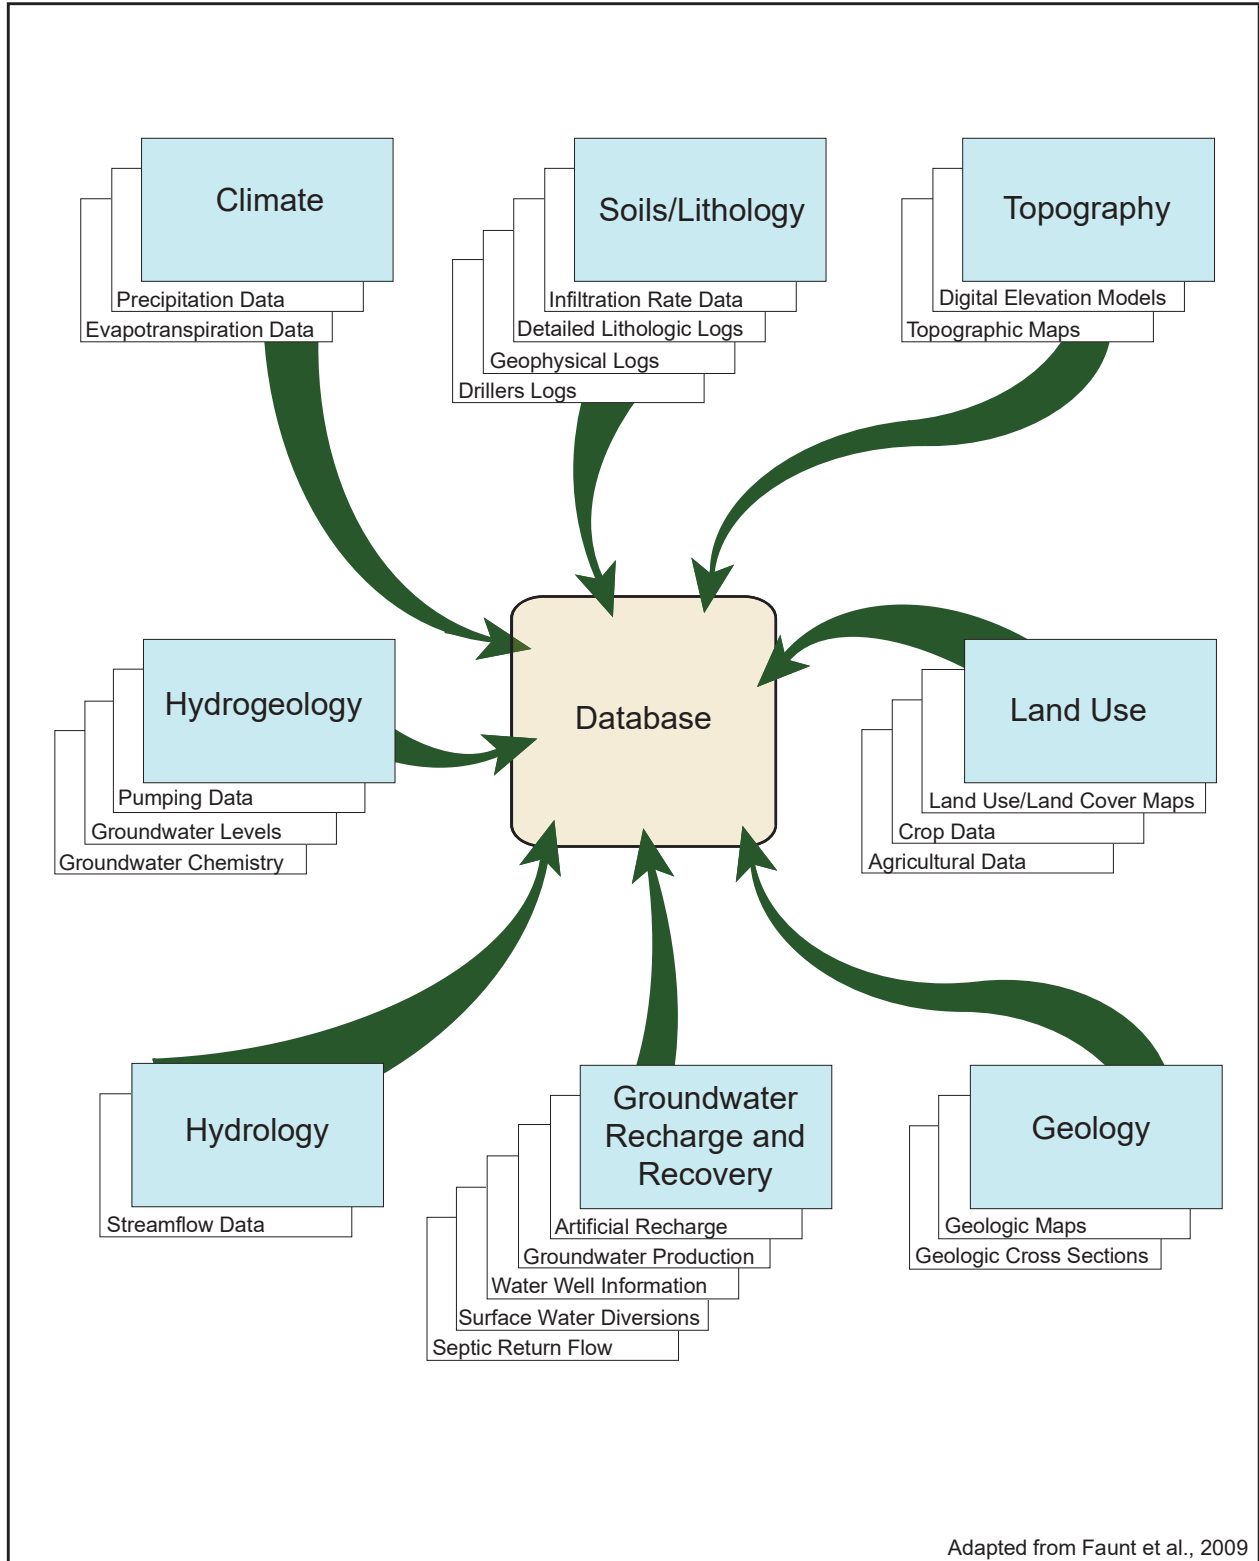 Climate
Precipitation Data
Evapotranspiration Data
Soils/Lithology
Infiltration Rate Data
Detailed Lithologic Logs
Geophysical Logs
Drillers Logs
Topography
Digital Elevation Models
Topographic Maps
Hydrogeology
Pumping Data
Groundwater Levels
Groundwater Chemistry
Database
Land Use
Land Use/Land Cover Maps
Crop Data
Agricultural Data
Hydrology
Streamflow Data
Groundwater
Recharge and
Recovery
Artificial Recharge
Groundwater Production
Water Well Information
Surface Water Diversions
Septic Return Flow
Geology
Geologic Maps
Geologic Cross Sections
Adapted from Faunt et al., 2009